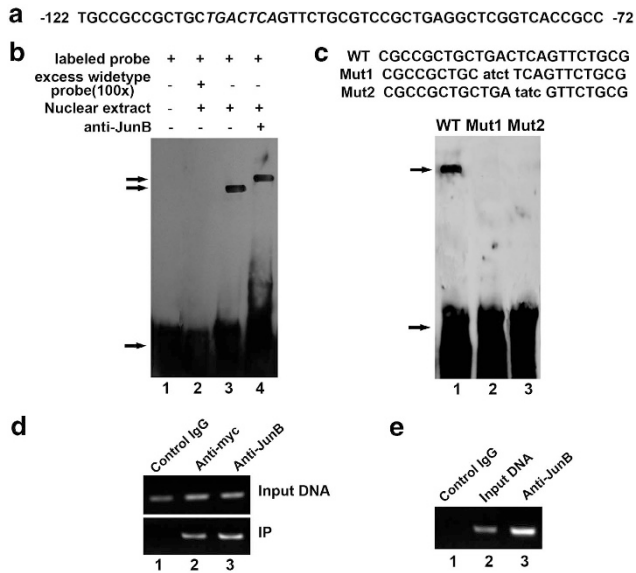 a -122 TGCCGCCGCTGCTGACTCAGTTCTGCGTCCGCTGAGGCTCGGTCACCGCC -72
b
labeled probe + + + +
excess widetype
probe(100x) - + - -
Nuclear extract - + + +
anti-JunB - - - +
1 2 3 4
c
WT CGCCGCTGCTGACTCAGTTCTGCG
Mut1 CGCCGCTGC atct TCAGTTCTGCG
Mut2 CGCCGCTGCTGA tatc GTTCTGCG
WT Mut1 Mut2
1 2 3
d
Control IgG Anti-myc Anti-JunB
Input DNA
IP
1 2 3
e
Control IgG Input DNA Anti-JunB
1 2 3